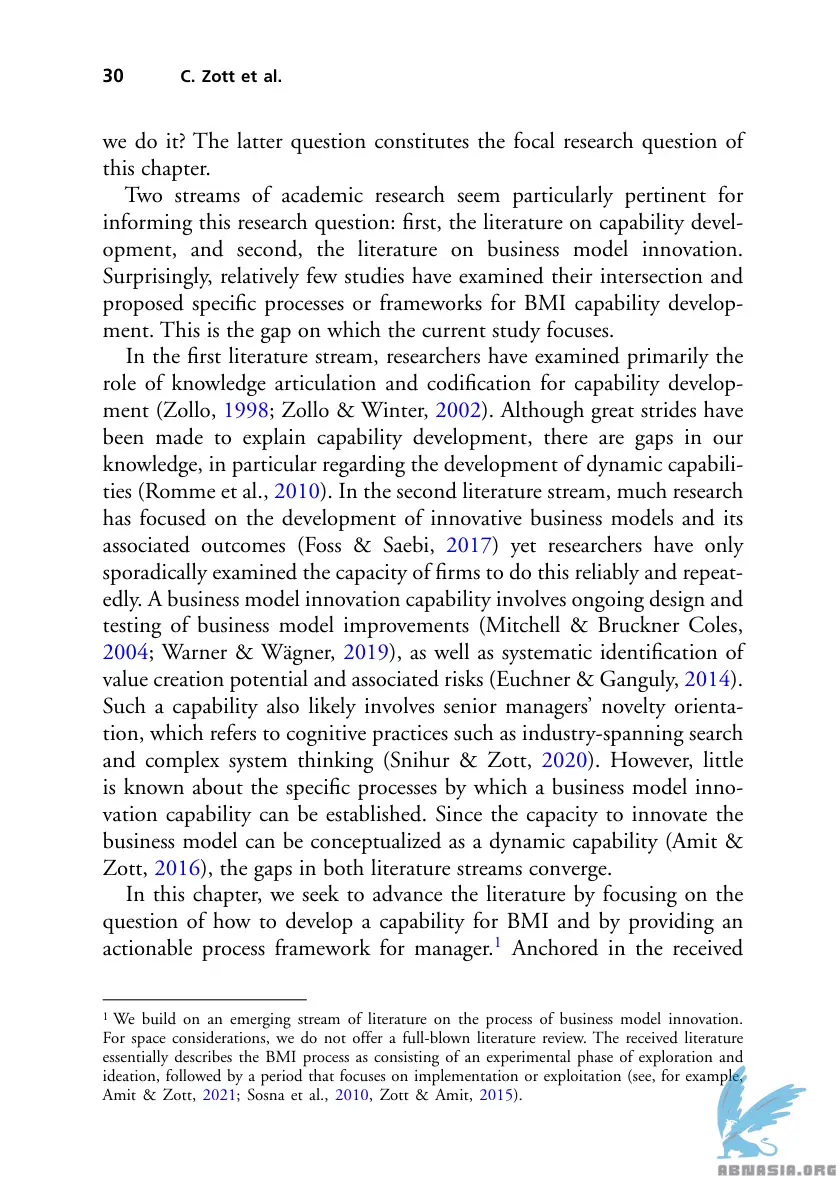 30 C. Zott et al.
we do it? The latter question constitutes the focal research question of
this chapter.
Two streams of academic research seem particularly pertinent for
informing this research question: first, the literature on capability devel-
opment, and second, the literature on business model innovation.
Surprisingly, relatively few studies have examined their intersection and
proposed specific processes or frameworks for BMI capability develop-
ment. This is the gap on which the current study focuses.
In the first literature stream, researchers have examined primarily the
role of knowledge articulation and codification for capability develop-
ment (Zollo, 1998; Zollo & Winter, 2002). Although great strides have
been made to explain capability development, there are gaps in our
knowledge, in particular regarding the development of dynamic capabili-
ties (Romme et al., 2010). In the second literature stream, much research
has focused on the development of innovative business models and its
associated outcomes (Foss & Saebi, 2017) yet researchers have only
sporadically examined the capacity of firms to do this reliably and repeat-
edly. A business model innovation capability involves ongoing design and
testing of business model improvements (Mitchell & Bruckner Coles,
2004; Warner & Wägner, 2019), as well as systematic identification of
value creation potential and associated risks (Euchner & Ganguly, 2014).
Such a capability also likely involves senior managers’ novelty orienta-
tion, which refers to cognitive practices such as industry-spanning search
and complex system thinking (Snihur & Zott, 2020). However, little
is known about the specific processes by which a business model inno-
vation capability can be established. Since the capacity to innovate the
business model can be conceptualized as a dynamic capability (Amit &
Zott, 2016), the gaps in both literature streams converge.
In this chapter, we seek to advance the literature by focusing on the
question of how to develop a capability for BMI and by providing an
actionable process framework for manager.1 Anchored in the received
1 We build on an emerging stream of literature on the process of business model innovation.
For space considerations, we do not offer a full-blown literature review. The received literature
essentially describes the BMI process as consisting of an experimental phase of exploration and
ideation, followed by a period that focuses on implementation or exploitation (see, for example,
Amit & Zott, 2021; Sosna et al., 2010, Zott & Amit, 2015).
ABNASIA.ORG